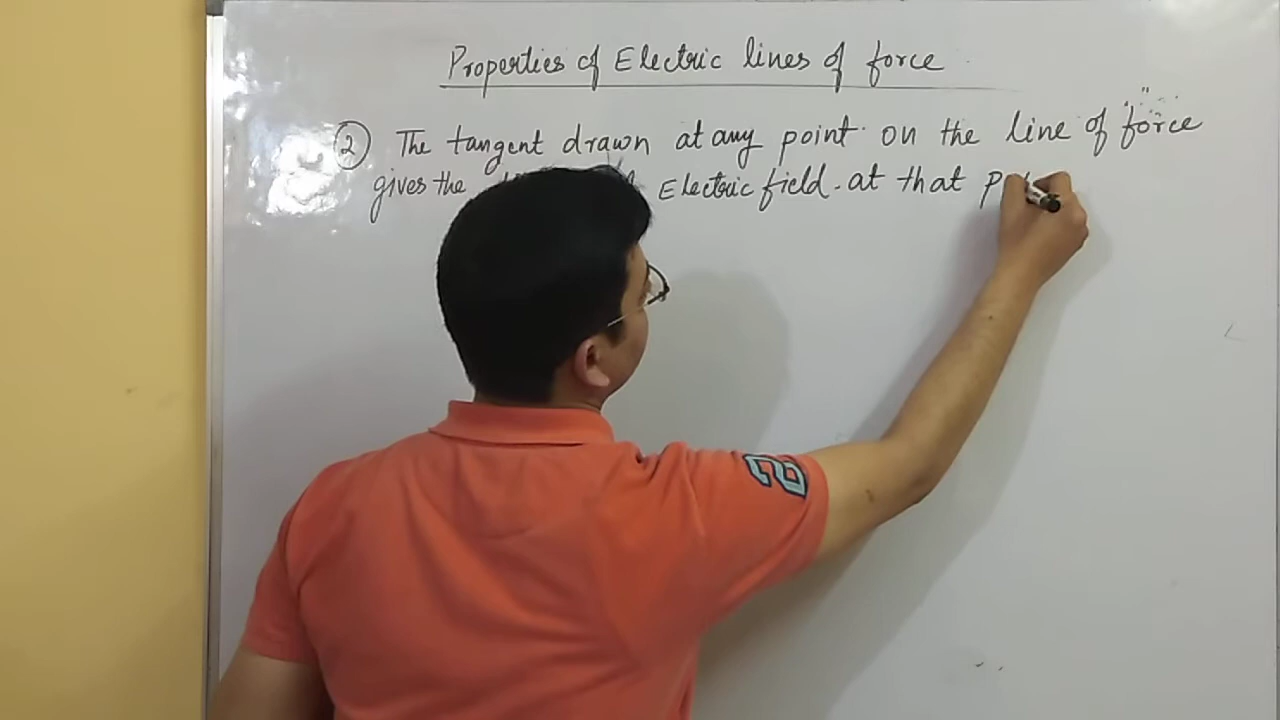 Properties of Electric lines of force
2 The tangent drawn at any point on the line of force
gives the Electric field at that
2